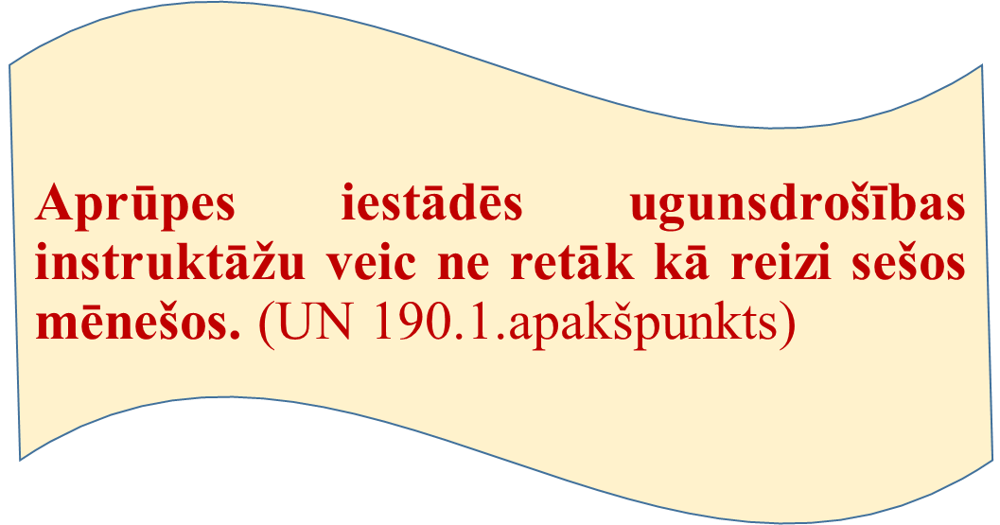 Aprūpes iestādēs ugunsdrošības
instruktāžu veic ne retāk kā reizi sešos
mēnešos. (UN 190.1.apakšpunkts)